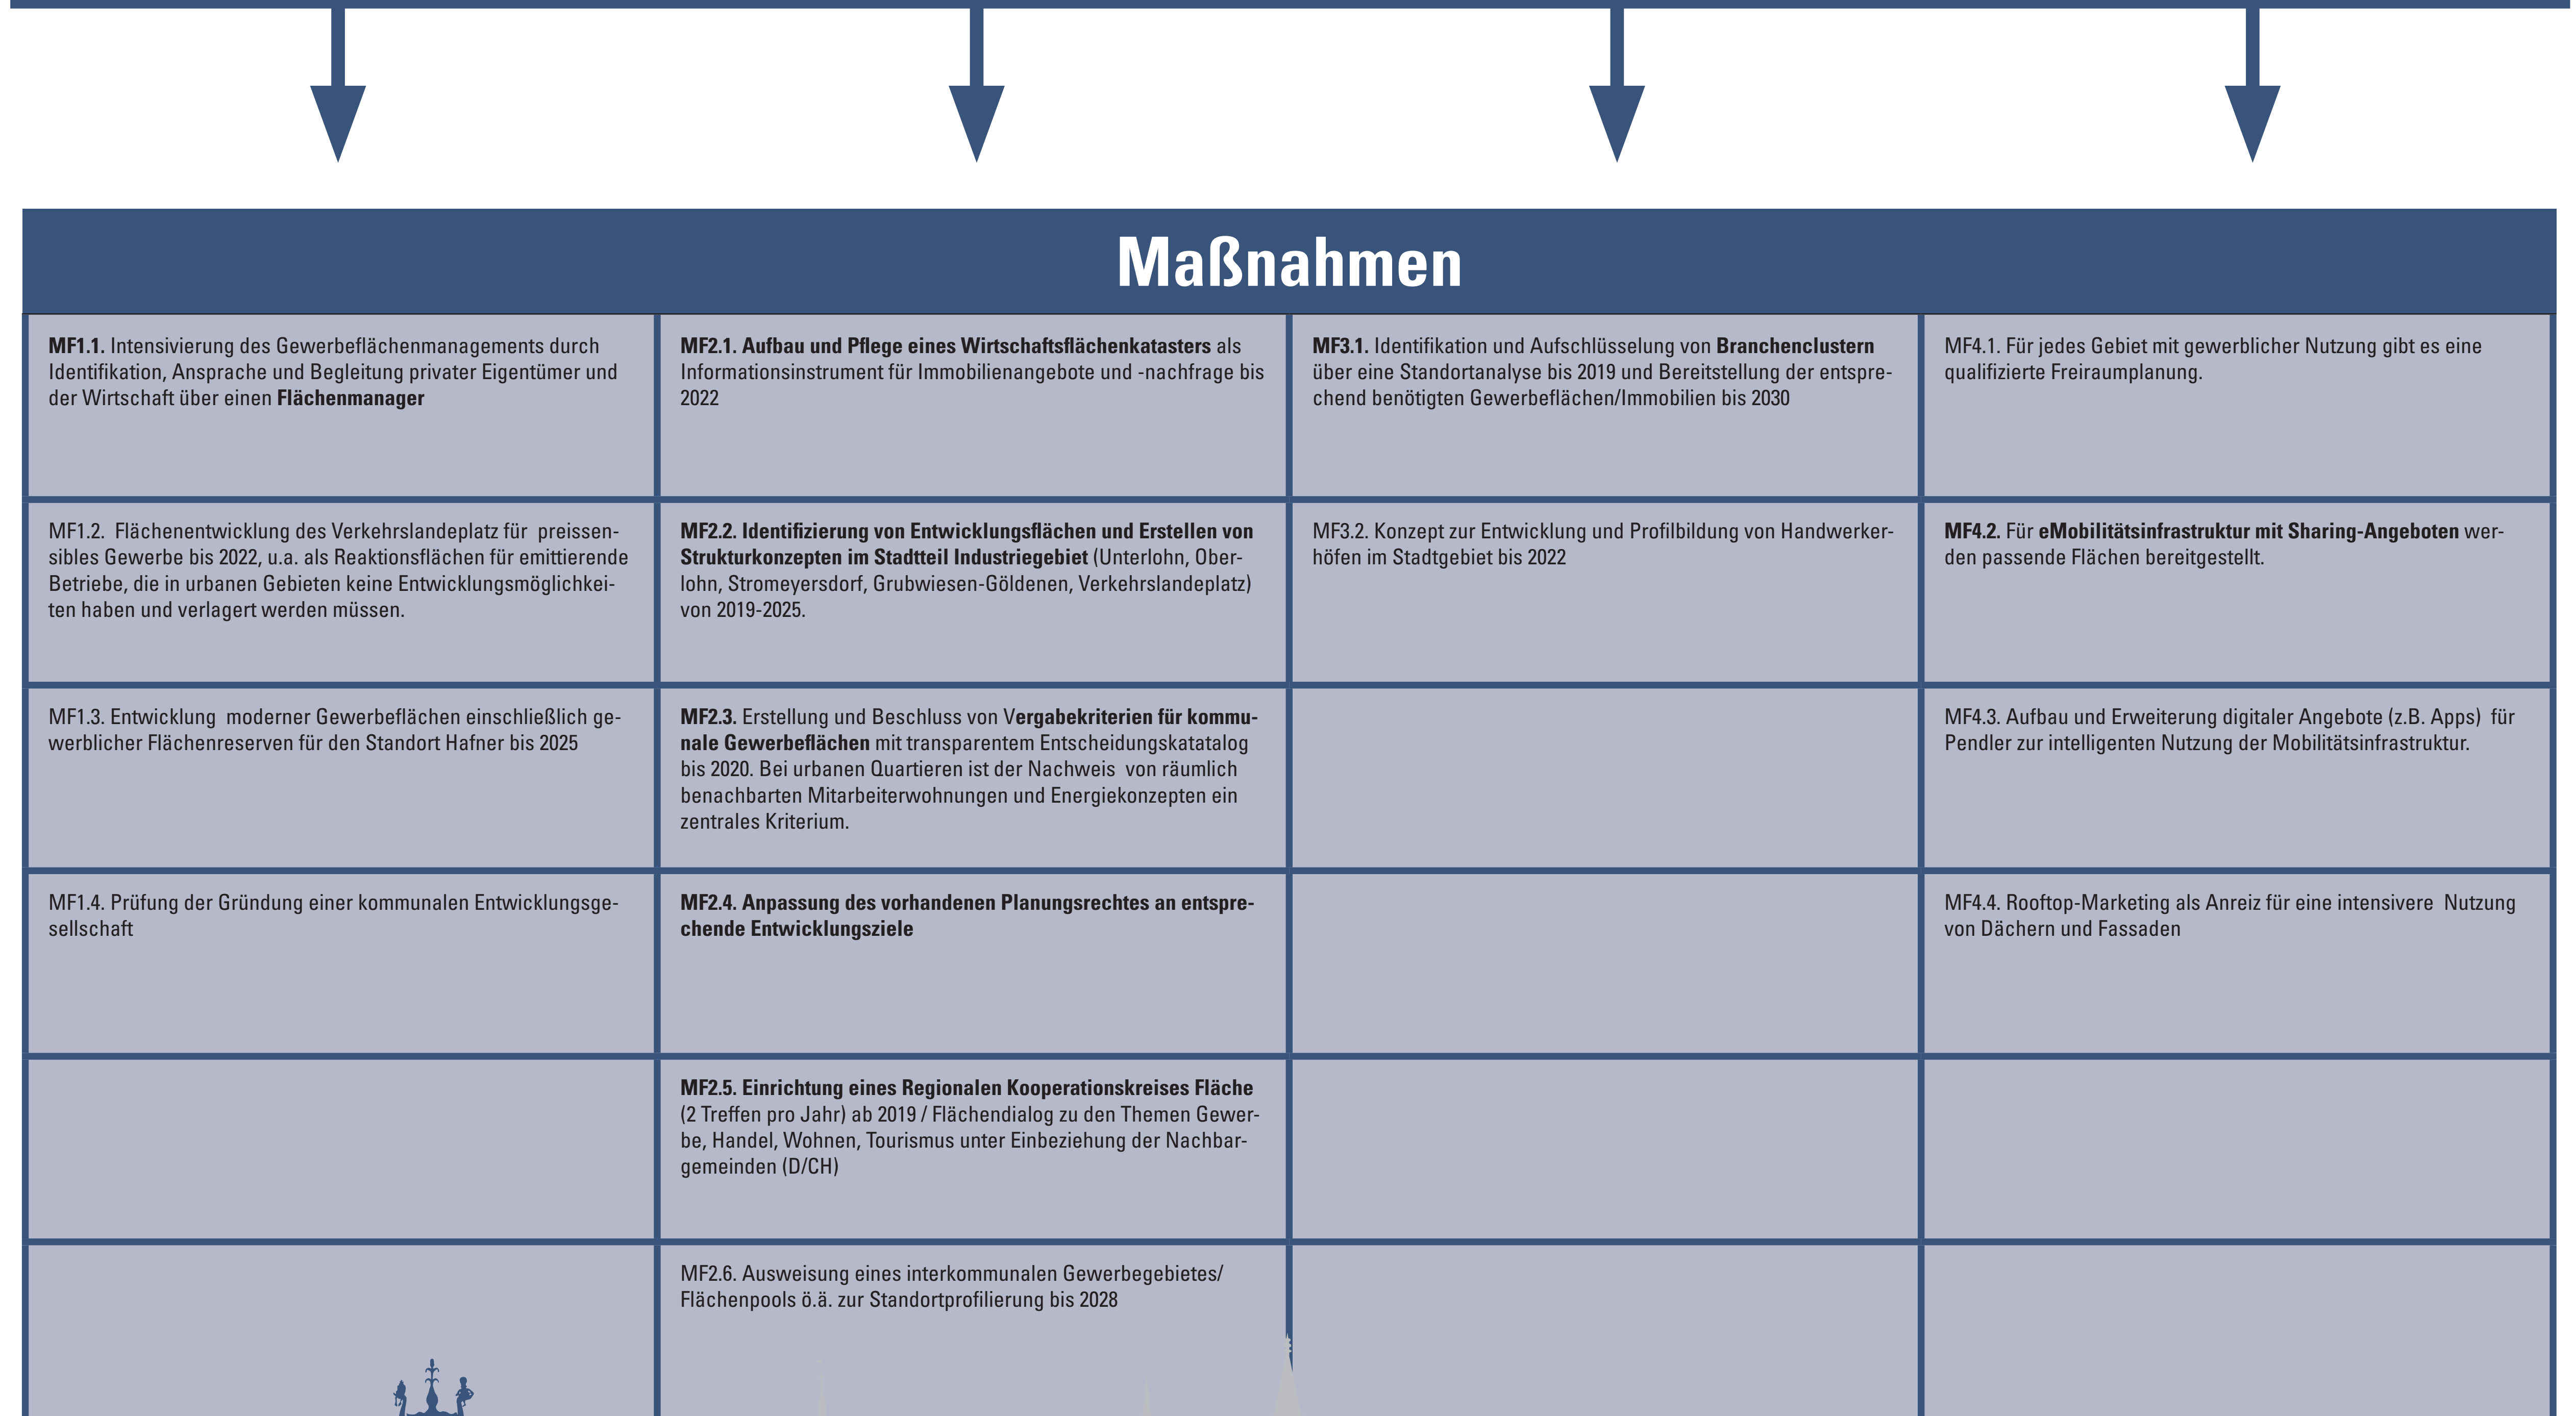 Maßnahmen
MF1.1. Intensivierung des Gewerbeflächenmanagements durch
Identifikation, Ansprache und Begleitung privater Eigentümer und
der Wirtschaft über einen Flächenmanager
MF2.1. Aufbau und Pflege eines Wirtschaftsflächenkatasters als
Informationsinstrument für Immobilienangebote und -nachfrage bis
2022
MF3.1. Identifikation und Aufschlüsselung von Branchenclustern
über eine Standortanalyse bis 2019 und Bereitstellung der entspre-
chend benötigten Gewerbeflächen/Immobilien bis 2030
MF4.1. Für jedes Gebiet mit gewerblicher Nutzung gibt es eine
qualifizierte Freiraumplanung.
MF1.2. Flächenentwicklung des Verkehrslandeplatz für preissen-
sibles Gewerbe bis 2022, u.a. als Reaktionsflächen für emittierende
Betriebe, die in urbanen Gebieten keine Entwicklungsmöglichkei-
ten haben und verlagert werden müssen.
MF2.2. Identifizierung von Entwicklungsflächen und Erstellen von
Strukturkonzepten im Stadtteil Industriegebiet (Unterlohn, Ober-
lohn, Stromeyersdorf, Grubwiesen-Göldenen, Verkehrslandeplatz)
von 2019-2025.
MF3.2. Konzept zur Entwicklung und Profilbildung von Handwerker-
höfen im Stadtgebiet bis 2022
MF4.2. Für eMobilitätsinfrastruktur mit Sharing-Angeboten wer-
den passende Flächen bereitgestellt.
MF1.3. Entwicklung moderner Gewerbeflächen einschließlich ge-
werblicher Flächenreserven für den Standort Hafner bis 2025
MF2.3. Erstellung und Beschluss von Vergabekriterien für kommu-
nale Gewerbeflächen mit transparentem Entscheidungskatatalog
bis 2020. Bei urbanen Quartieren ist der Nachweis von räumlich
benachbarten Mitarbeiterwohnungen und Energiekonzepten ein
zentrales Kriterium.
MF4.3. Aufbau und Erweiterung digitaler Angebote (z.B. Apps) für
Pendler zur intelligenten Nutzung der Mobilitätsinfrastruktur.
MF1.4. Prüfung der Gründung einer kommunalen Entwicklungsge-
sellschaft
MF2.4. Anpassung des vorhandenen Planungsrechtes an entspre-
chende Entwicklungsziele
MF4.4. Rooftop-Marketing als Anreiz für eine intensivere Nutzung
von Dächern und Fassaden
MF2.5. Einrichtung eines Regionalen Kooperationskreises Fläche
(2 Treffen pro Jahr) ab 2019 / Flächendialog zu den Themen Gewer-
be, Handel, Wohnen, Tourismus unter Einbeziehung der Nachbar-
gemeinden (D/CH)
MF2.6. Ausweisung eines interkommunalen Gewerbegebietes/
Flächenpools ö.ä. zur Standortprofilierung bis 2028